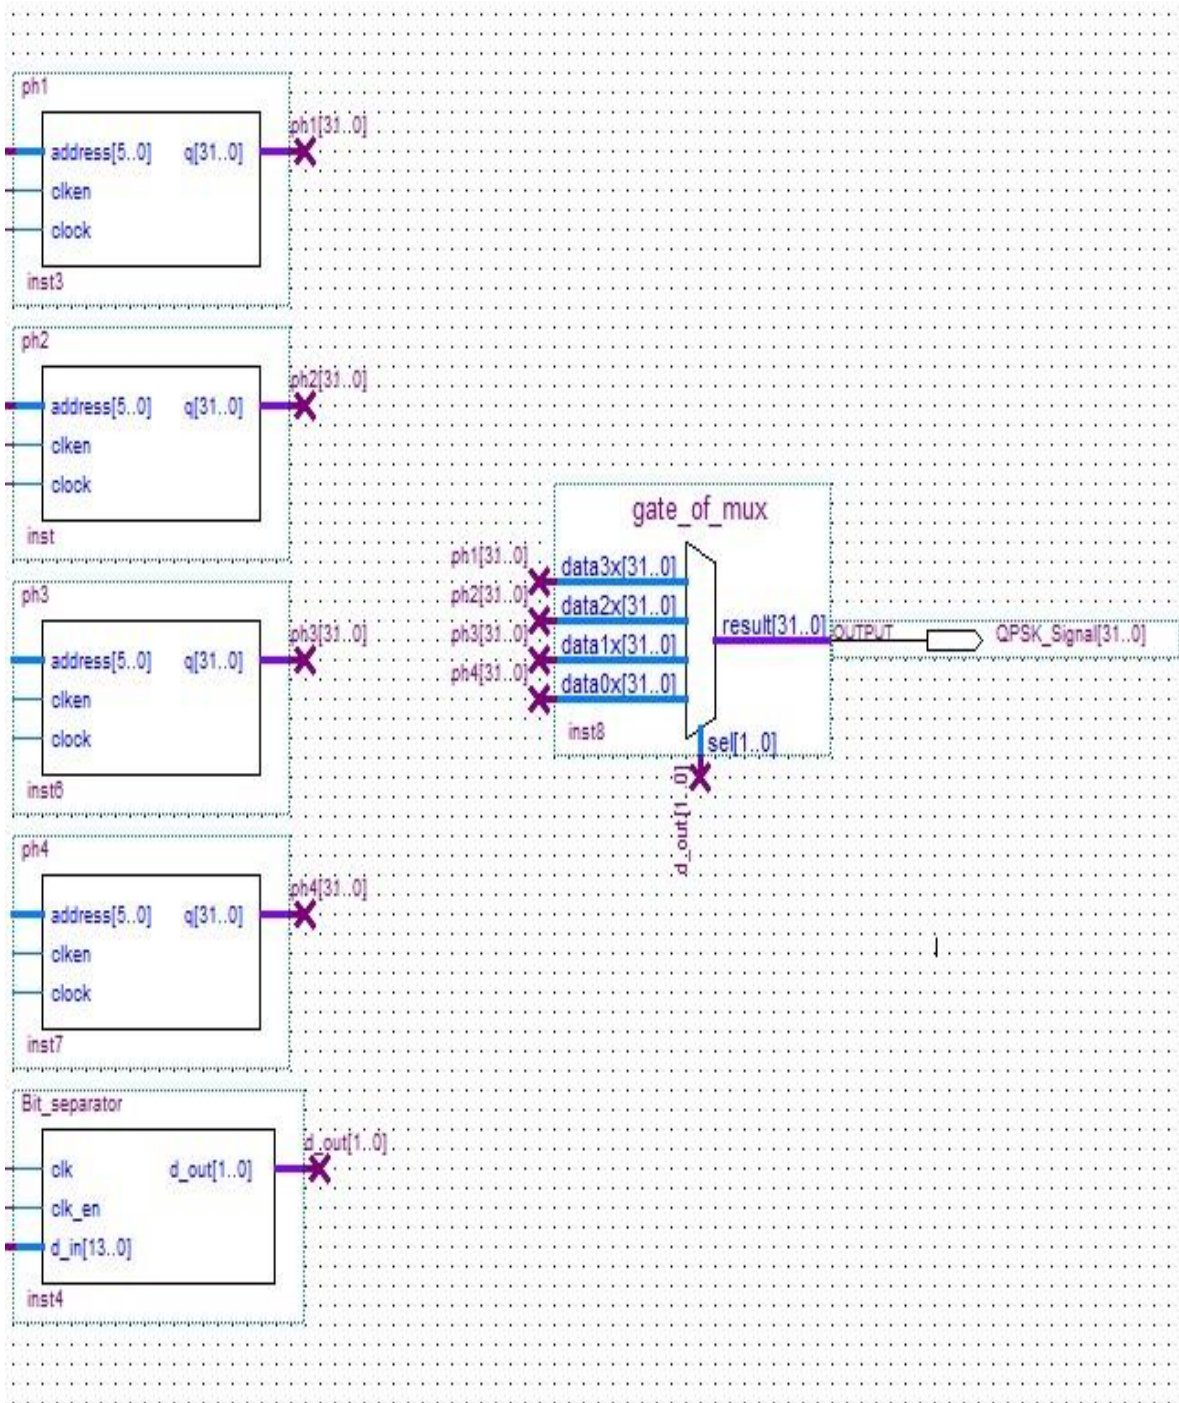 ph1
ph1[31..0]
address[5..0] q[31..0]
clken
clock
inst3
ph2
ph2[31..0]
address[5..0] q[31..0]
clken
clock
inst
ph3
ph3[31..0]
address[5..0] q[31..0]
clken
clock
inst6
ph4
ph4[31..0]
address[5..0] q[31..0]
clken
clock
inst7
Bit_separator
d_out[1..0]
clk d_out[1..0]
clk_en
d_in[13..0]
inst4
gate_of_mux
ph1[31..0] data3x[31..0]
ph2[31..0] data2x[31..0]
ph3[31..0] data1x[31..0]
ph4[31..0] data0x[31..0]
result[31..0] OUTPUT QPSK_Signal[31..0]
inst8
sel[1..0]
d_out[1..0]